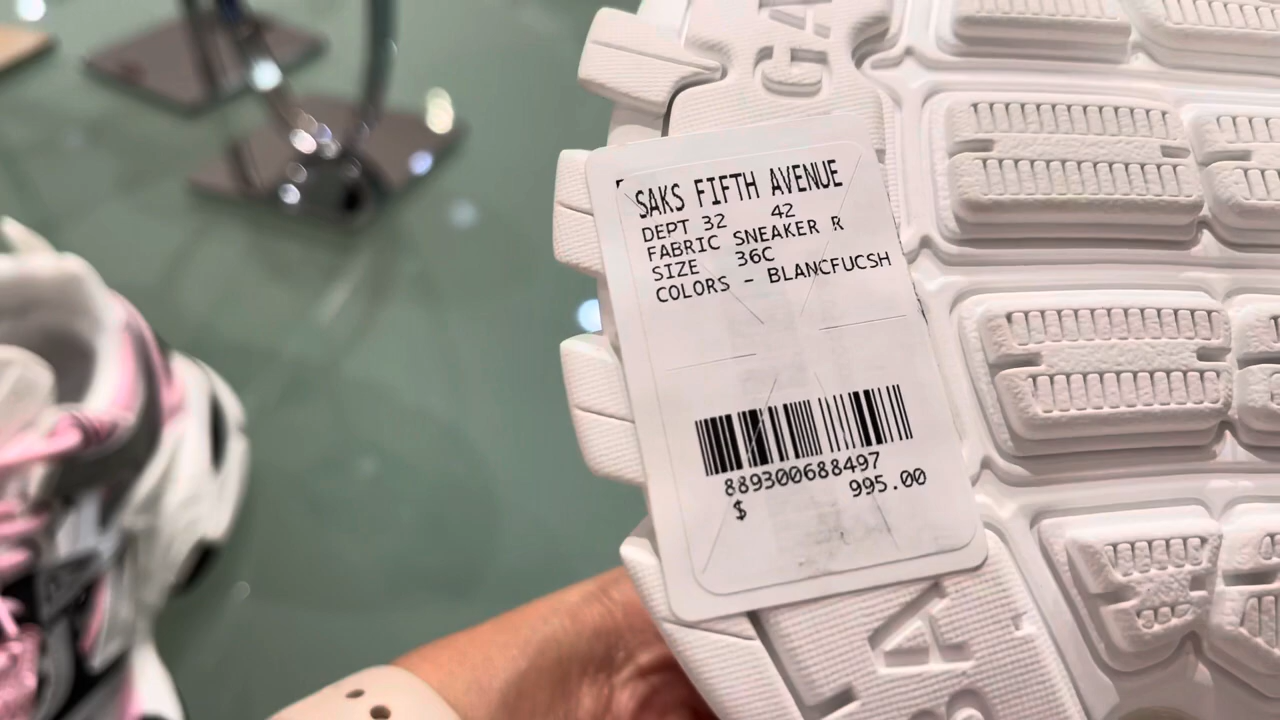 SAKS FIFTH AVENUE
DEPT 32 42
FABRIC SNEAKER R
SIZE 36C
COLORS - BLANCFUCSH
889300688497
$ 995.00